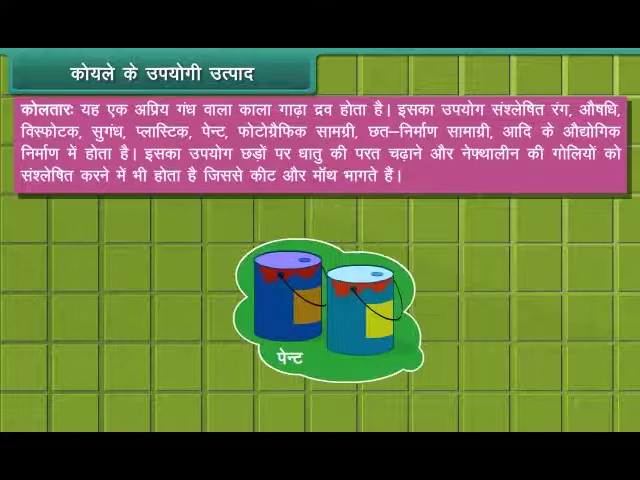 कोयले के उपयोगी उत्पाद
कोलतारः यह एक अप्रिय गंध वाला काला गाढ़ा द्रव होता है। इसका उपयोग संश्लेषित रंग, औषधि,
विस्फोटक, सुगंध, प्लास्टिक, पेन्ट, फोटोग्रैफिक सामग्री, छत–निर्माण सामाग्री, आदि के औद्योगिक
निर्माण में होता है। इसका उपयोग छड़ों पर धातु की परत चढ़ाने और नेफ्थालीन की गोलियों को
संश्लेषित करने में भी होता है जिससे कीट और मॉथ भागते हैं।
पेन्ट